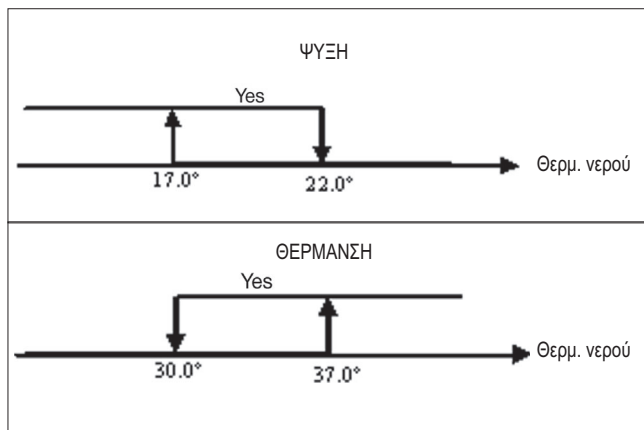 ΨΥΞΗ
Yes
Θερμ. νερού
17.0° 22.0°
ΘΕΡΜΑΝΣΗ
Yes
Θερμ. νερού
30.0° 37.0°